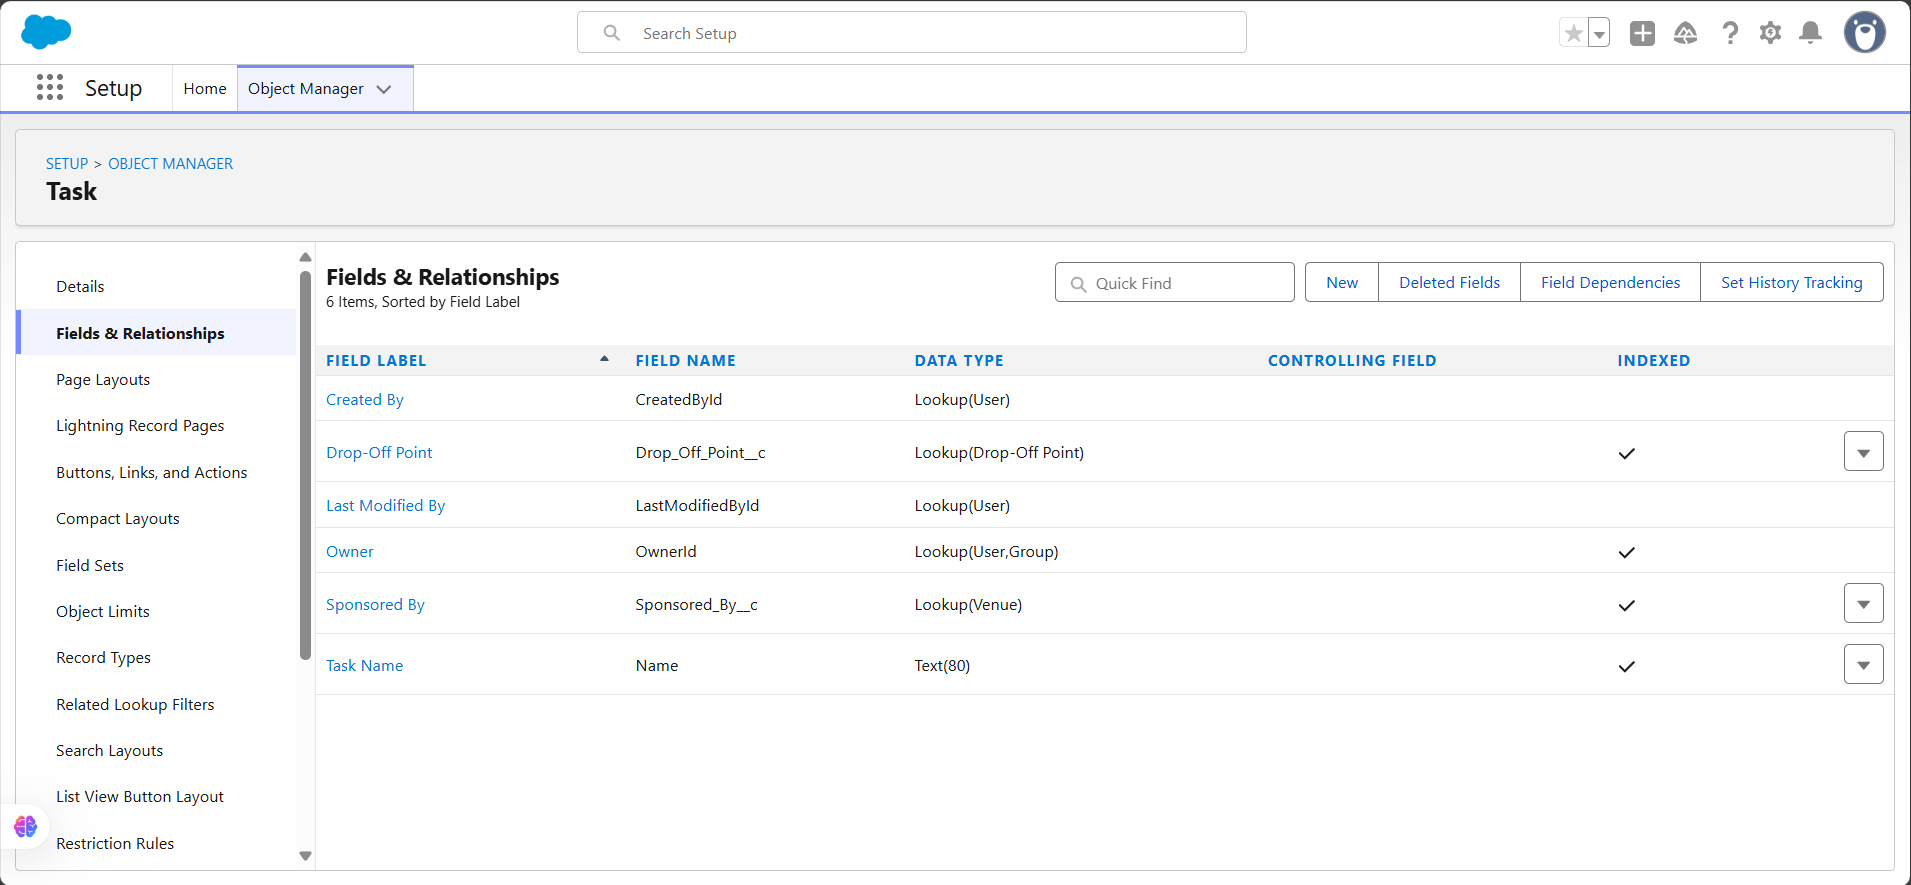 Search Setup
Setup
Home
Object Manager
SETUP > OBJECT MANAGER
Task
Details
Fields & Relationships
Page Layouts
Lightning Record Pages
Buttons, Links, and Actions
Compact Layouts
Field Sets
Object Limits
Record Types
Related Lookup Filters
Search Layouts
List View Button Layout
Restriction Rules
Fields & Relationships
6 Items, Sorted by Field Label
Quick Find
New
Deleted Fields
Field Dependencies
Set History Tracking
FIELD LABEL FIELD NAME DATA TYPE CONTROLLING FIELD INDEXED
Created By CreatedById Lookup(User)
Drop-Off Point Drop_Off_Point__c Lookup(Drop-Off Point)
Last Modified By LastModifiedById Lookup(User)
Owner OwnerId Lookup(User,Group)
Sponsored By Sponsored_By__c Lookup(Venue)
Task Name Name Text(80)